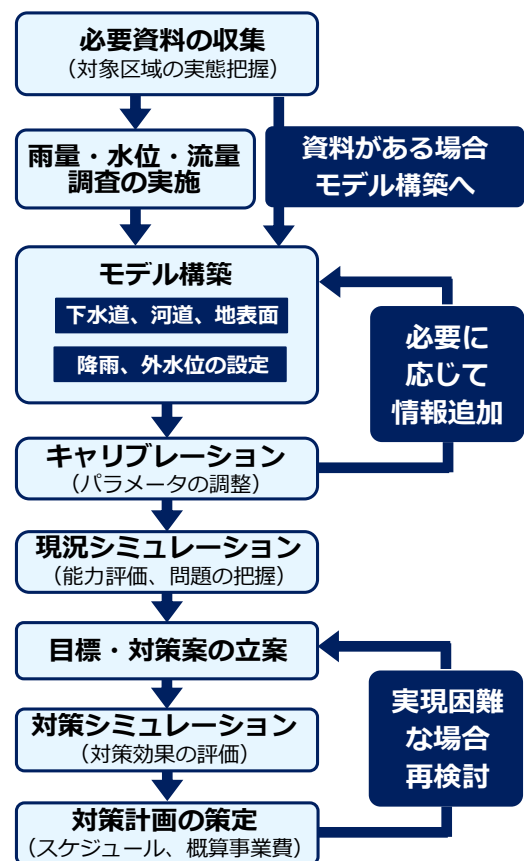 必要資料の収集
（対象区域の実態把握）
雨量・水位・流量
調査の実施
資料がある場合
モデル構築へ
モデル構築
下水道、河道、地表面
降雨、外水位の設定
必要に
応じて
情報追加
キャリブレーション
（パラメータの調整）
現況シミュレーション
（能力評価、問題の把握）
目標・対策案の立案
対策シミュレーション
（対策効果の評価）
実現困難
な場合
再検討
対策計画の策定
（スケジュール、概算事業費）